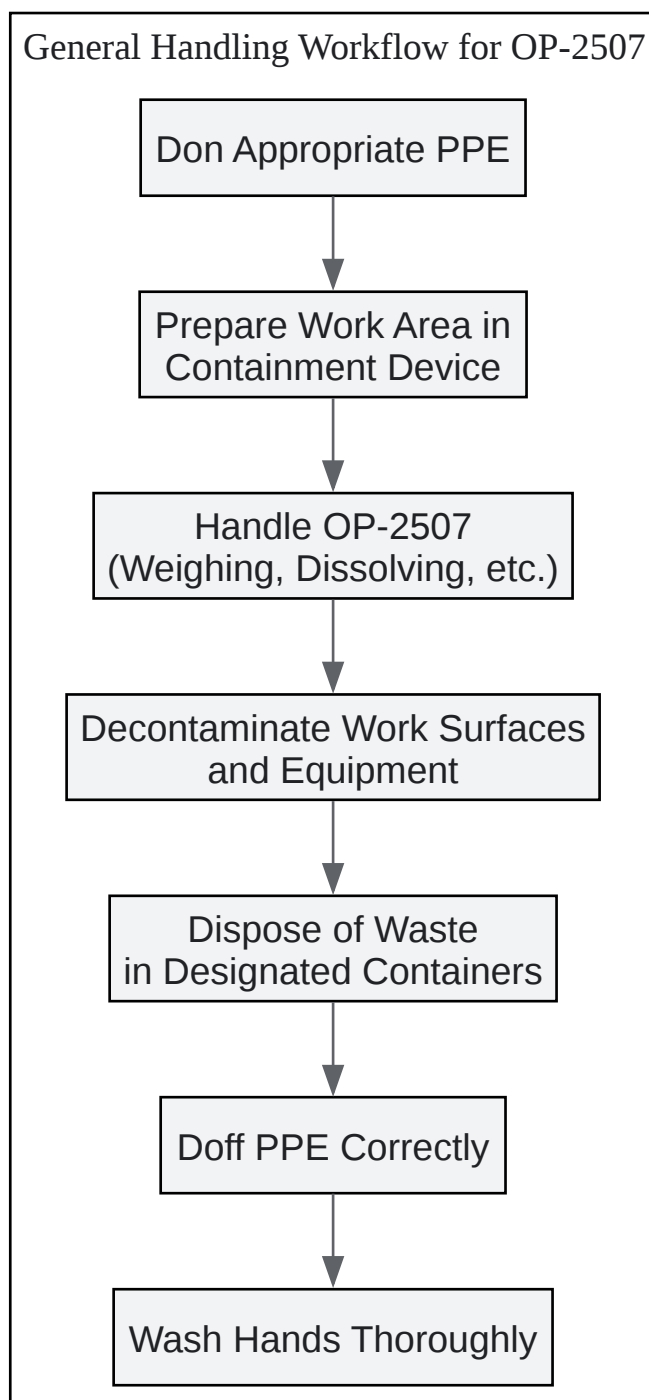 General Handling Workflow for OP-2507
Don Appropriate PPE
Prepare Work Area in
Containment Device
Handle OP-2507
(Weighing, Dissolving, etc.)
Decontaminate Work Surfaces
and Equipment
Dispose of Waste
in Designated Containers
Doff PPE Correctly
Wash Hands Thoroughly